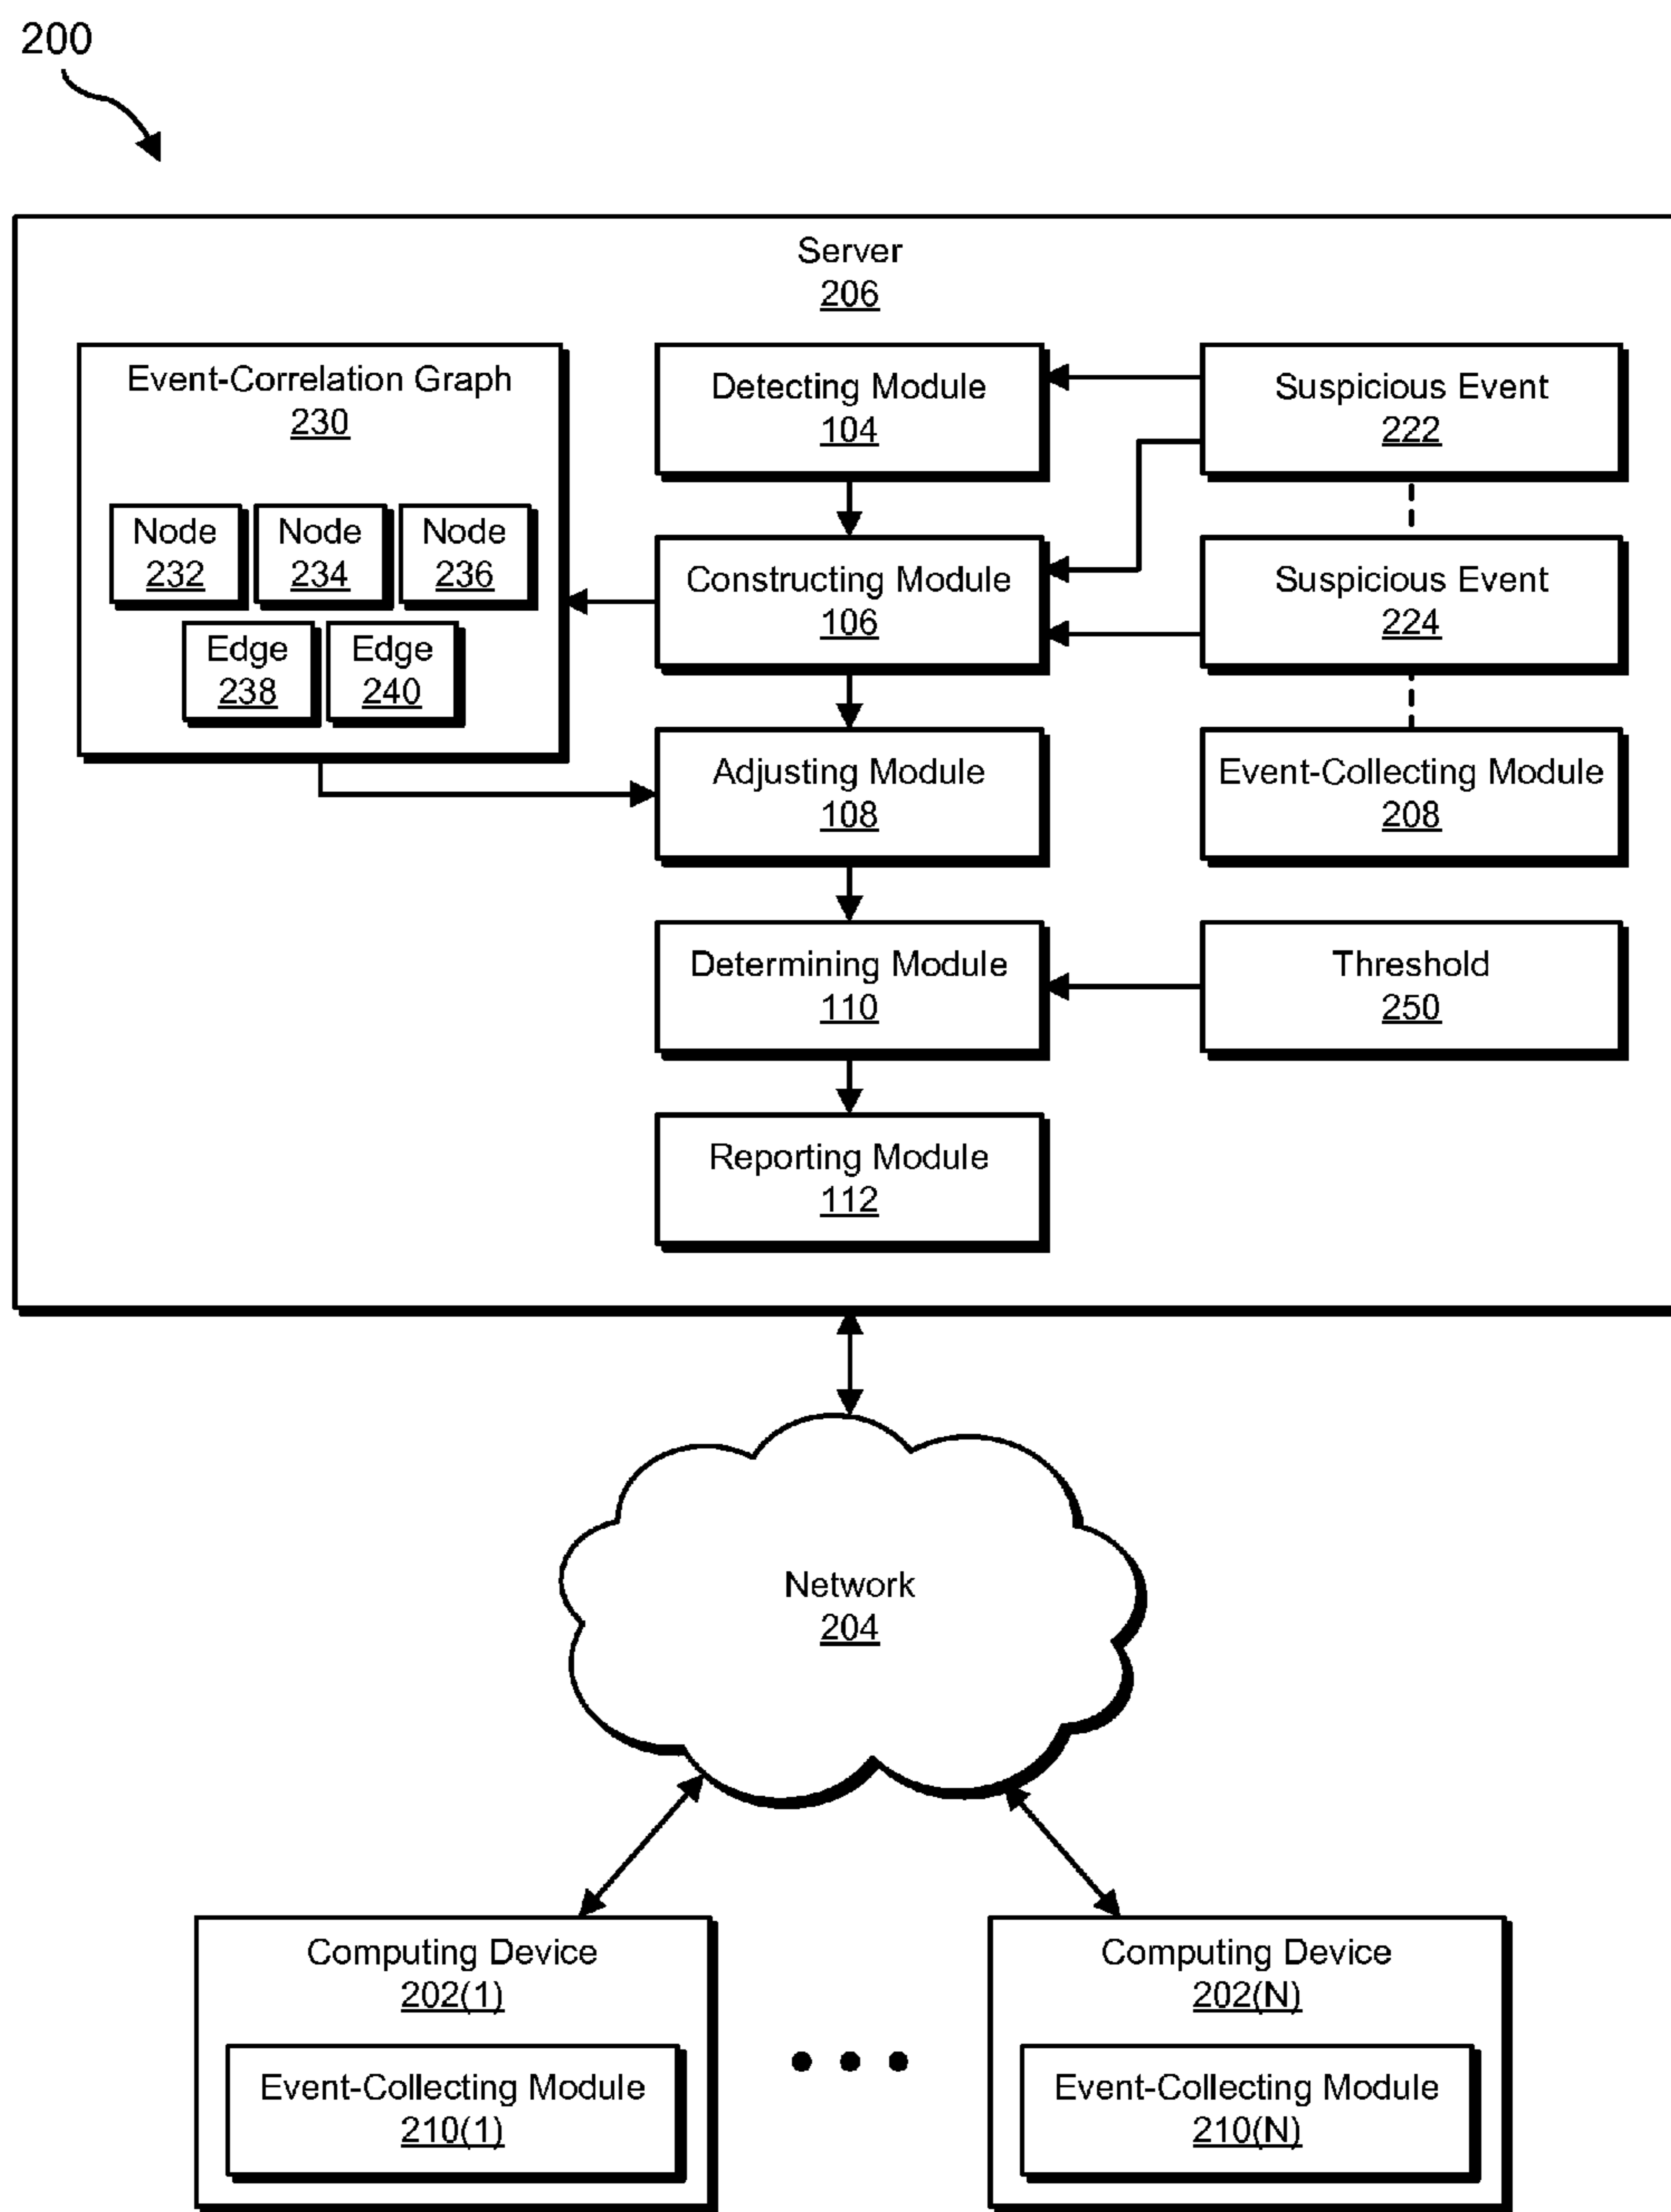 200
Server
206
Event-Correlation Graph
230
Node
232
Node
234
Node
236
Edge
238
Edge
240
Detecting Module
104
Constructing Module
106
Adjusting Module
108
Determining Module
110
Reporting Module
112
Suspicious Event
222
Suspicious Event
224
Event-Collecting Module
208
Threshold
250
Network
204
Computing Device
202(1)
Event-Collecting Module
210(1)
Computing Device
202(N)
Event-Collecting Module
210(N)